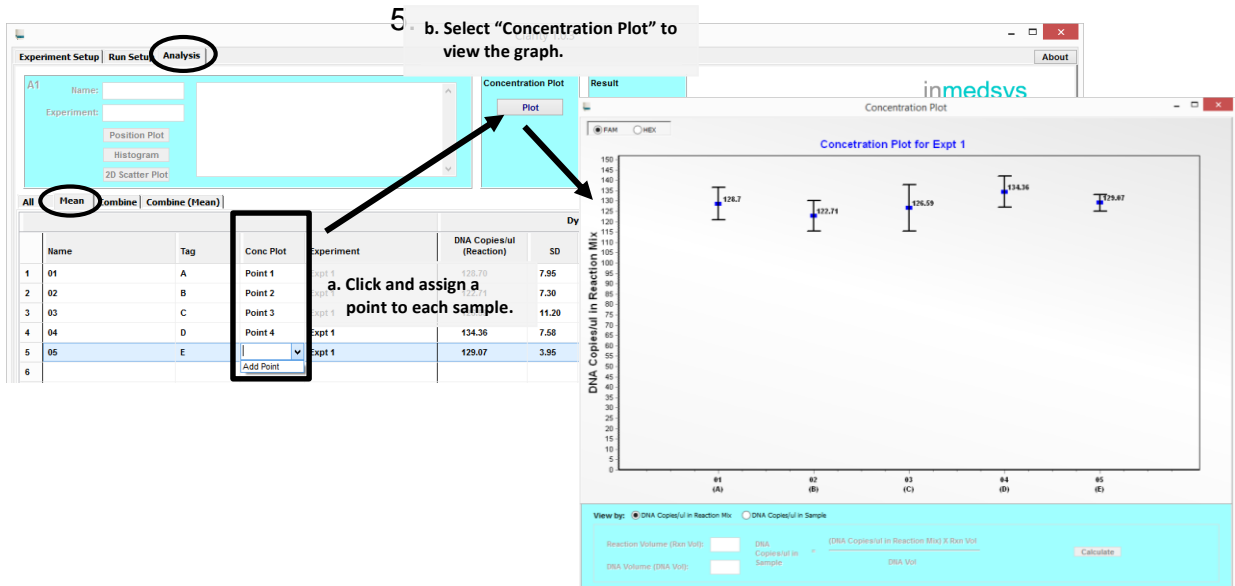 5.
b. Select “Concentration Plot” to
view the graph.
Experiment Setup Run Setup Analysis
About
A1
Name:
Experiment:
Position Plot
Histogram
2D Scatter Plot
Concentration Plot
Plot
Result
inmedsys
All Mean Combine Combine (Mean)
Dy
Name Tag Conc Plot Experiment DNA Copies/ul (Reaction) SD
1 01 A Point 1 Expt 1 128.70 7.95
2 02 B Point 2 Expt 1 122.71 7.30
3 03 C Point 3 Expt 1 11.20
4 04 D Point 4 Expt 1 134.36 7.58
5 05 E Expt 1 129.07 3.95
Add Point
6
a. Click and assign a
point to each sample.
Concentration Plot
FAM HEX
Concetration Plot for Expt 1
DNA Copies/ul in Reaction Mix
150
145
140
135
130
125
120
115
110
105
100
95
90
85
80
75
70
65
60
55
50
45
40
35
30
25
20
15
10
5
0
128.7
122.71
126.59
134.36
129.07
01 02 03 04 05
(A) (B) (C) (D) (E)
View by: DNA Copies/ul in Reaction Mix DNA Copies/ul in Sample
Reaction Volume (Rxn Vol):
DNA Volume (DNA Vol):
DNA
Copies/ul in
Sample
=
(DNA Copies/ul in Reaction Mix) X Rxn Vol
DNA Vol
Calculate